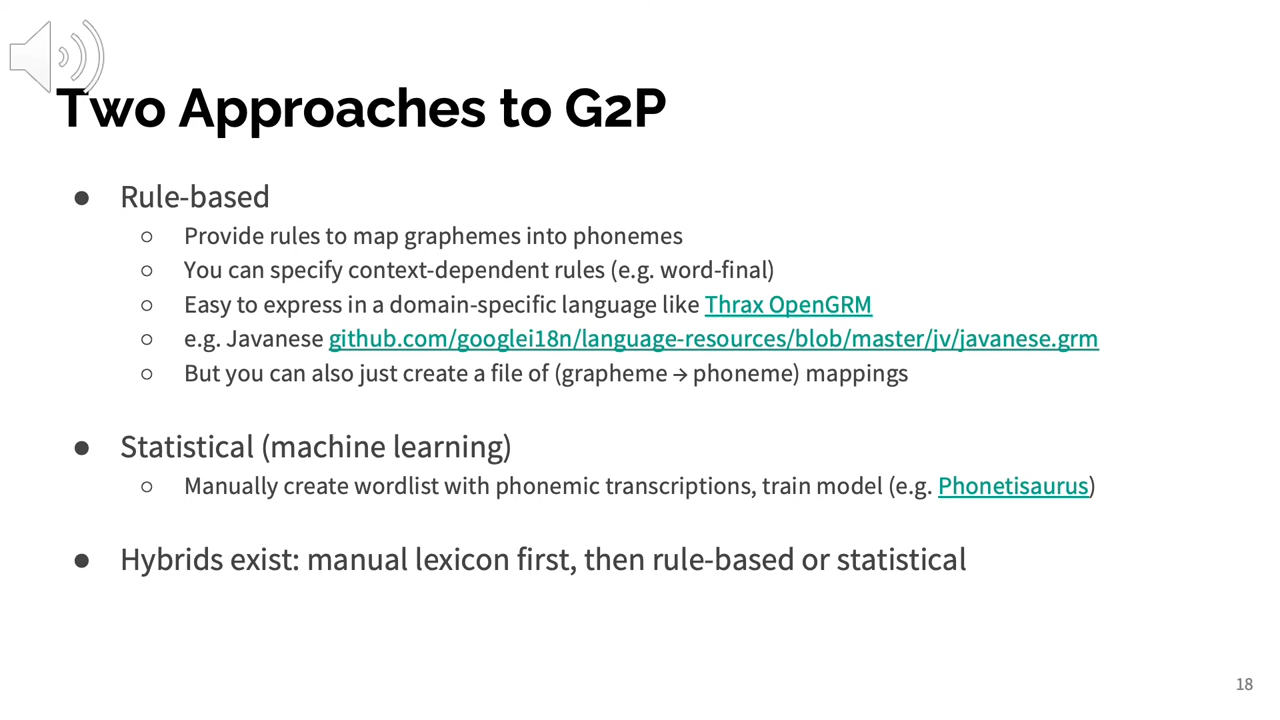 Two Approaches to G2P
● Rule-based
○ Provide rules to map graphemes into phonemes
○ You can specify context-dependent rules (e.g. word-final)
○ Easy to express in a domain-specific language like Thrax OpenGRM
○ e.g. Javanese github.com/googlei18n/language-resources/blob/master/jv/javanese.grm
○ But you can also just create a file of (grapheme → phoneme) mappings
● Statistical (machine learning)
○ Manually create wordlist with phonemic transcriptions, train model (e.g. Phonetisaurus)
● Hybrids exist: manual lexicon first, then rule-based or statistical
18